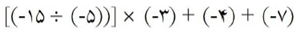 [(-۱۵ ÷ (-۵))] × (-۳) + (-۴) + (-۷)